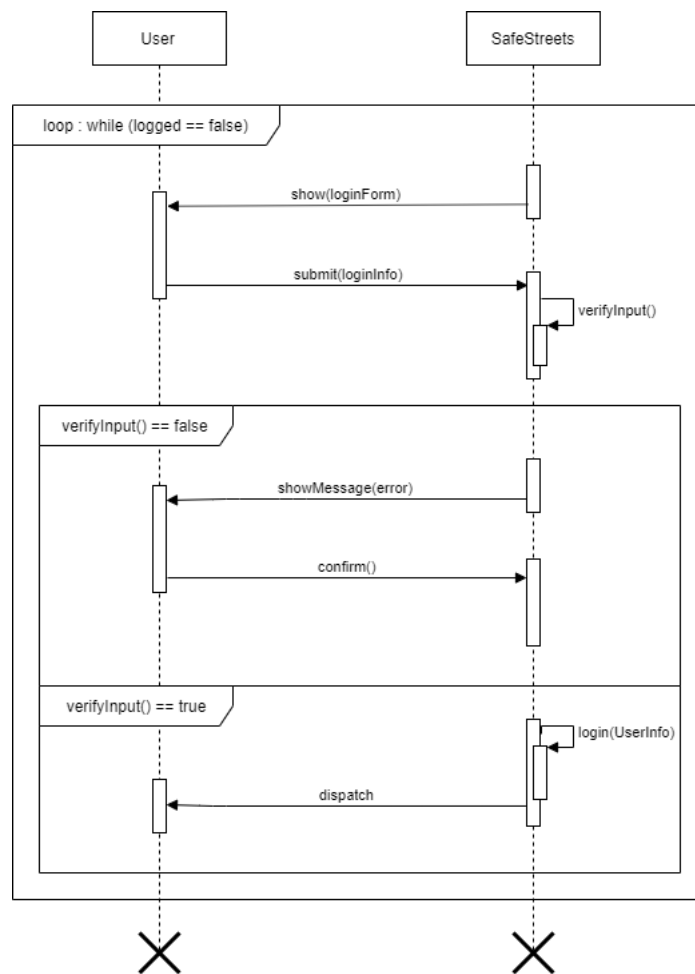 User
SafeStreets
loop : while (logged == false)
show(loginForm)
submit(loginInfo)
verifyInput()
verifyInput() == false
showMessage(error)
confirm()
verifyInput() == true
login(UserInfo)
dispatch